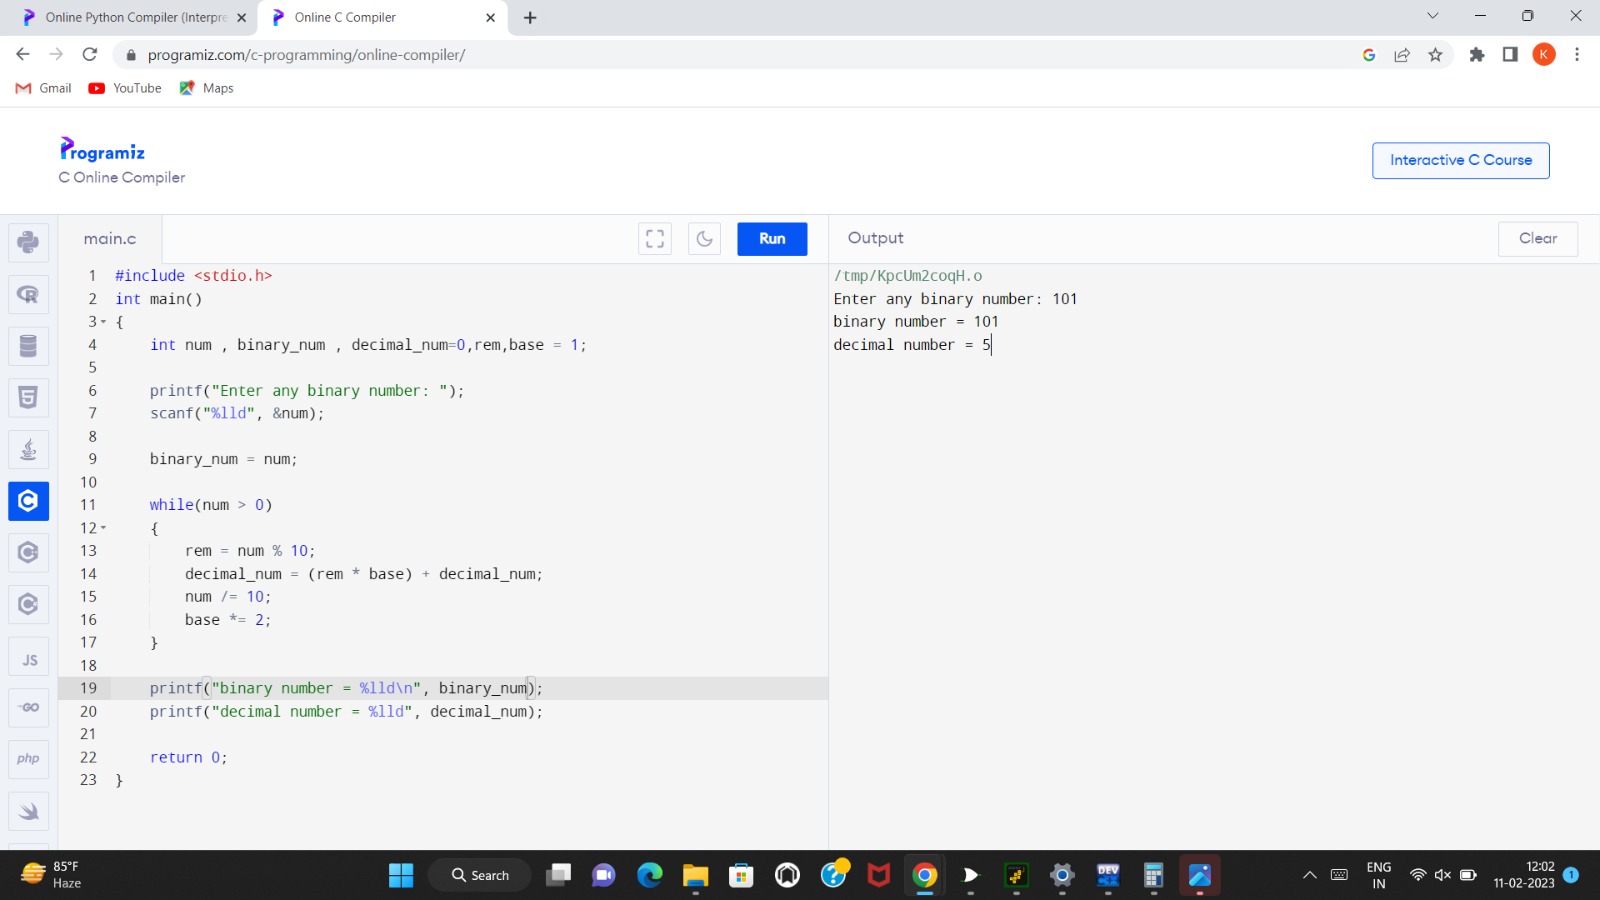 Online Python Compiler (Interpre
Online C Compiler
programiz.com/c-programming/online-compiler/
K
Gmail
YouTube
Maps
Programiz
C Online Compiler
Interactive C Course
main.c
Run
Output
Clear
1 #include <stdio.h>
2 int main()
3 {
4 int num , binary_num , decimal_num=0,rem,base = 1;
5
6 printf("Enter any binary number: ");
7 scanf("%lld", &num);
8
9 binary_num = num;
10
11 while(num > 0)
12 {
13 rem = num % 10;
14 decimal_num = (rem * base) + decimal_num;
15 num /= 10;
16 base *= 2;
17 }
18
19 printf("binary number = %lld\n", binary_num);
20 printf("decimal number = %lld", decimal_num);
21
22 return 0;
23 }
/tmp/KpcUm2coqH.o
Enter any binary number: 101
binary number = 101
decimal number = 5
JS
GO
php
85°F
Haze
Search
DEV
ENG
IN
12:02
11-02-2023
1